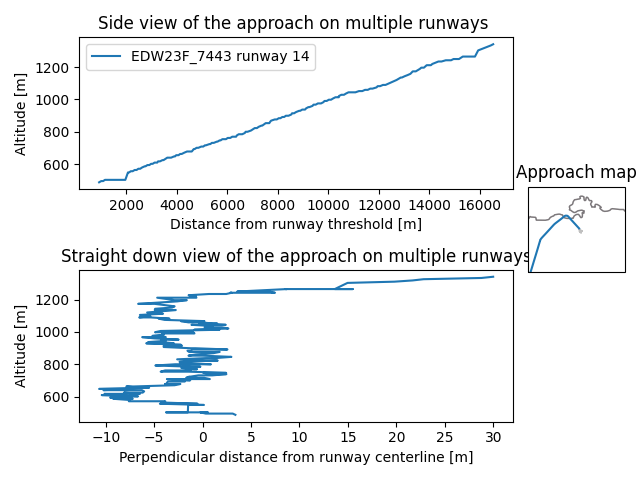 Side view of the approach on multiple runways
EDW23F_7443 runway 14
Altitude [m]
1200
1000
800
600
2000 4000 6000 8000 10000 12000 14000 16000
Distance from runway threshold [m]
Approach map
Straight down view of the approach on multiple runways
Altitude [m]
1200
1000
800
600
−10 −5 0 5 10 15 20 25 30
Perpendicular distance from runway centerline [m]